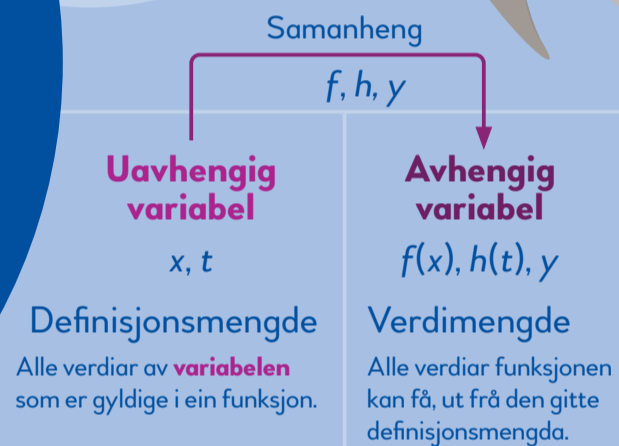 Samanheng
f, h, y
Uavhengig
variabel
x, t
Definisjonsmengde
Alle verdiar av variabelen
som er gyldige i ein funksjon.
Avhengig
variabel
f(x), h(t), y
Verdimengde
Alle verdiar funksjonen
kan få, ut frå den gitte
definisjonsmengda.